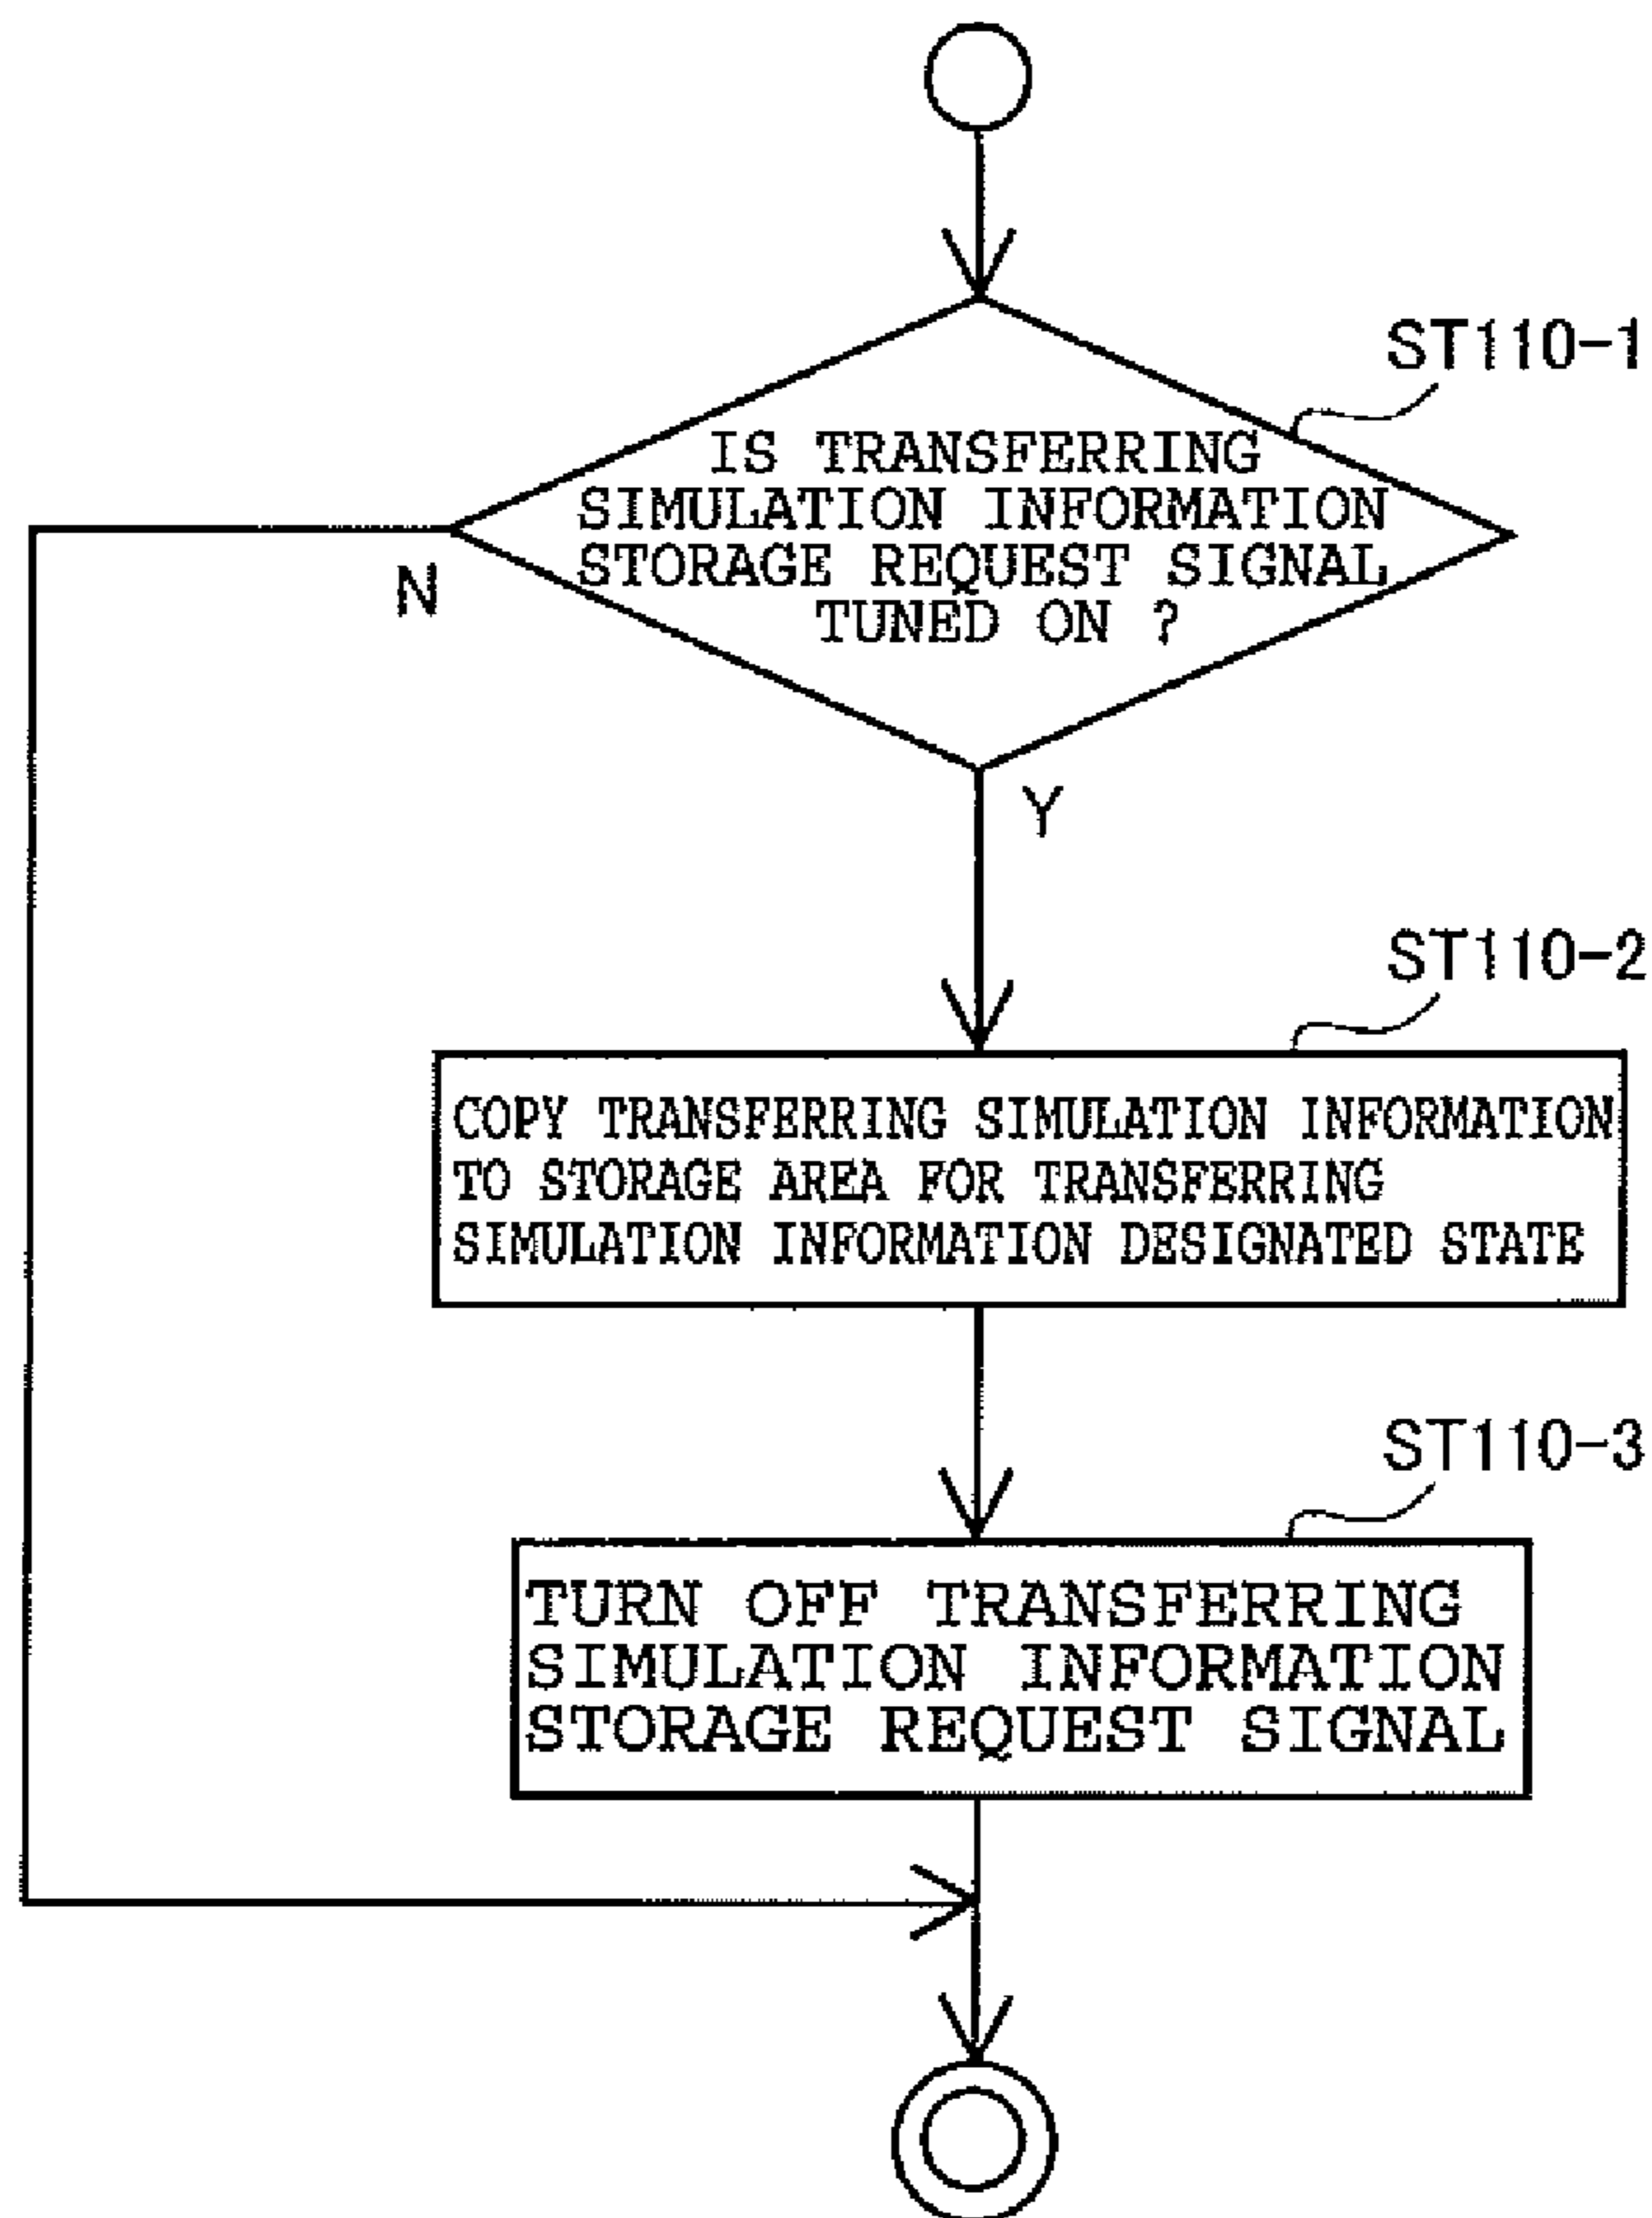 ST110-1
IS TRANSFERRING
SIMULATION INFORMATION
STORAGE REQUEST SIGNAL
TUNED ON ?
N
Y
ST110-2
COPY TRANSFERRING SIMULATION INFORMATION
TO STORAGE AREA FOR TRANSFERRING
SIMULATION INFORMATION DESIGNATED STATE
ST110-3
TURN OFF TRANSFERRING
SIMULATION INFORMATION
STORAGE REQUEST SIGNAL